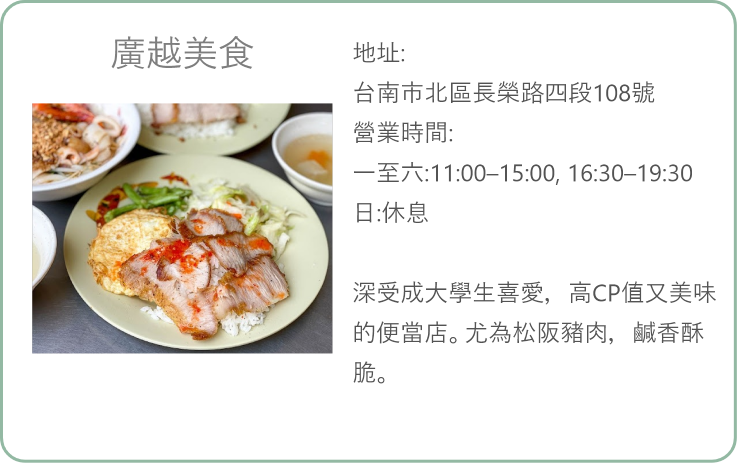 廣越美食
地址:
台南市北區長榮路四段108號
營業時間:
一至六:11:00–15:00, 16:30–19:30
日:休息
深受成大學生喜愛，高CP值又美味
的便當店。尤為松阪豬肉，鹹香酥
脆。